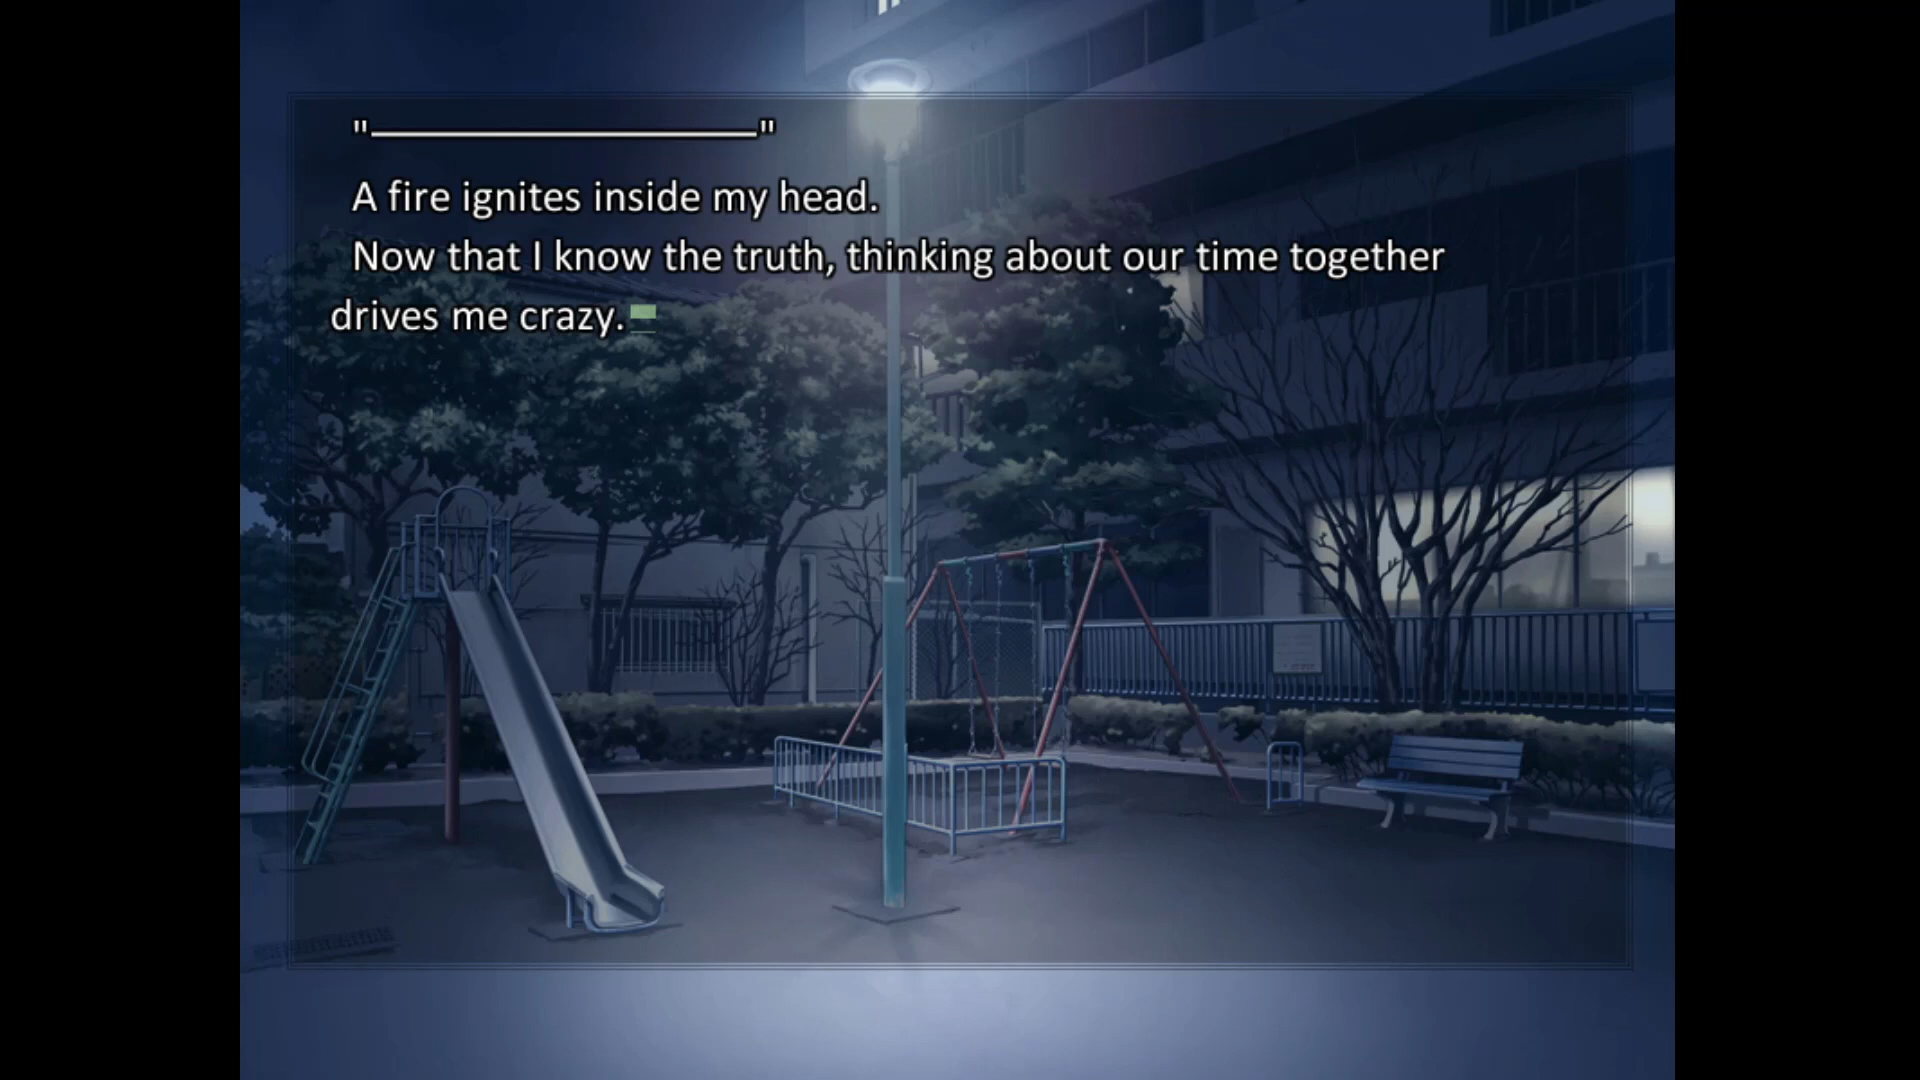 "――――――――――――"
A fire ignites inside my head.
Now that I know the truth, thinking about our time together
drives me crazy.